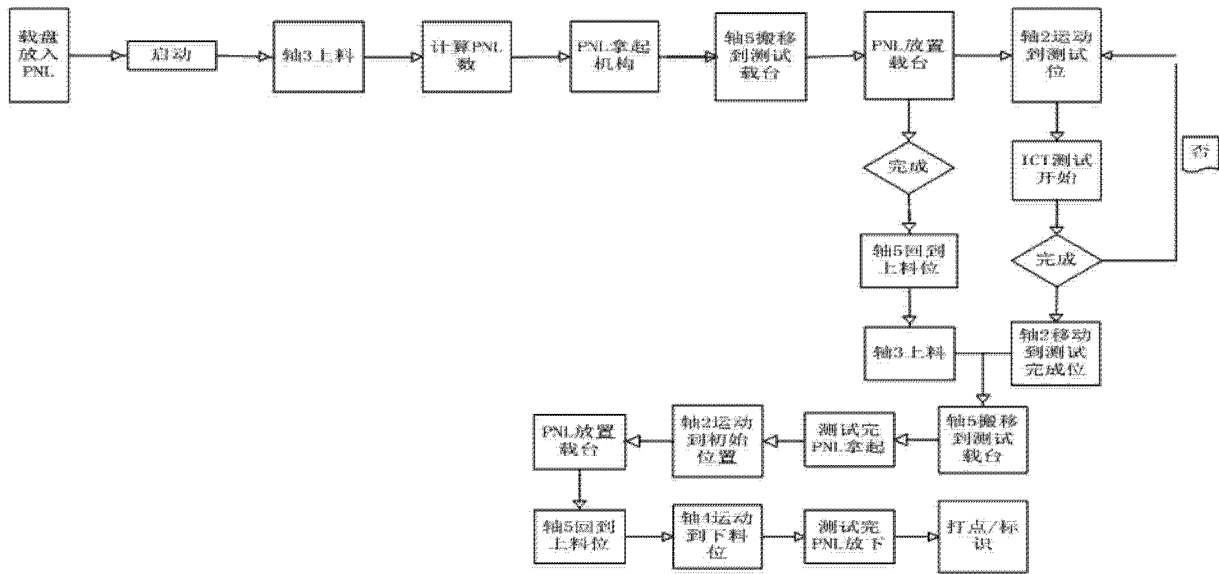 载盘
放入
PNL
启动
轴3上料
计算PNL
数
PNL拿起
机构
轴5搬移
到测试
载台
PNL放置
载台
轴2运动
到测试
位
完成
ICT测试
开始
否
轴5回到
上料位
完成
轴3上料
轴2移动
到测试
完成位
轴5搬移
到测试
载台
测试完
PNL拿起
轴2运动
到初始
位置
PNL放置
载台
轴5回到
上料位
轴4运动
到下料
位
测试完
PNL放下
打点/标
识